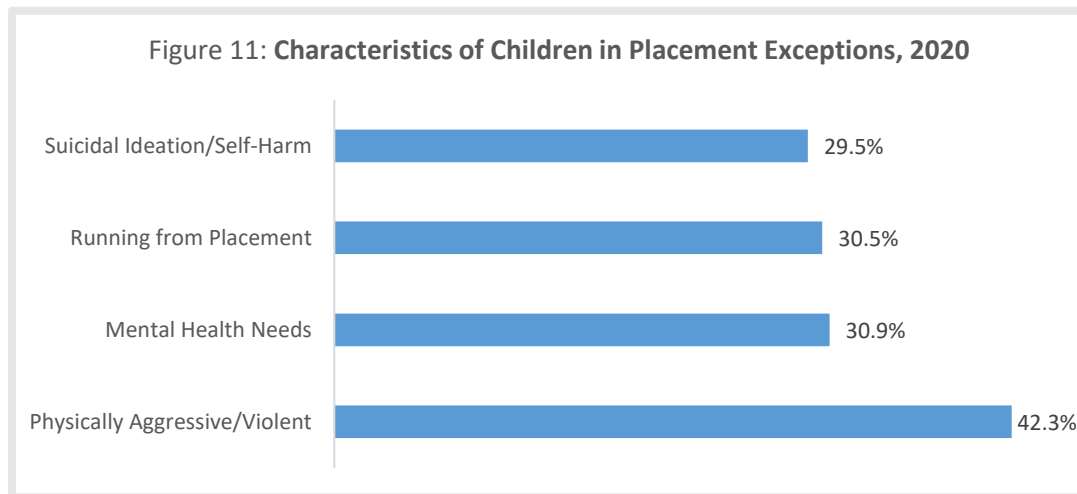 Figure 11: Characteristics of Children in Placement Exceptions, 2020
Suicidal Ideation/Self-Harm 29.5%
Running from Placement 30.5%
Mental Health Needs 30.9%
Physically Aggressive/Violent 42.3%